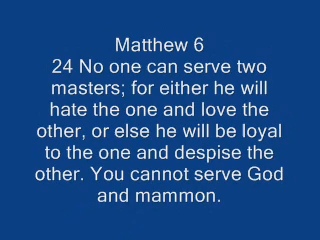 Matthew 6
24 No one can serve two
masters; for either he will
hate the one and love the
other, or else he will be loyal
to the one and despise the
other. You cannot serve God
and mammon.